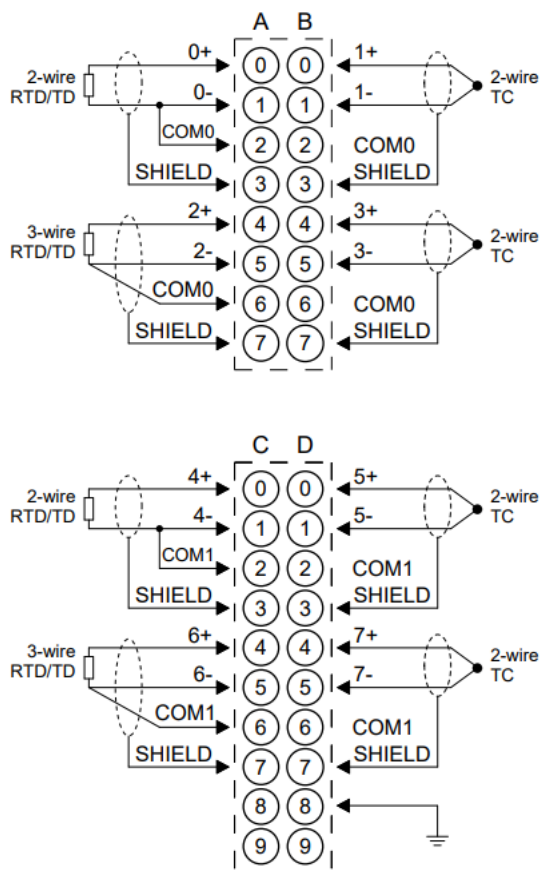 A B
0+ 0 0 1+
2-wire RTD/TD 2-wire TC
0- 1 1 1-
COM0 2 2 COM0
SHIELD 3 3 SHIELD
2+ 4 4 3+
3-wire RTD/TD 2-wire TC
2- 5 5 3-
COM0 6 6 COM0
SHIELD 7 7 SHIELD
C D
4+ 0 0 5+
2-wire RTD/TD 2-wire TC
4- 1 1 5-
COM1 2 2 COM1
SHIELD 3 3 SHIELD
6+ 4 4 7+
3-wire RTD/TD 2-wire TC
6- 5 5 7-
COM1 6 6 COM1
SHIELD 7 7 SHIELD
8 8
9 9